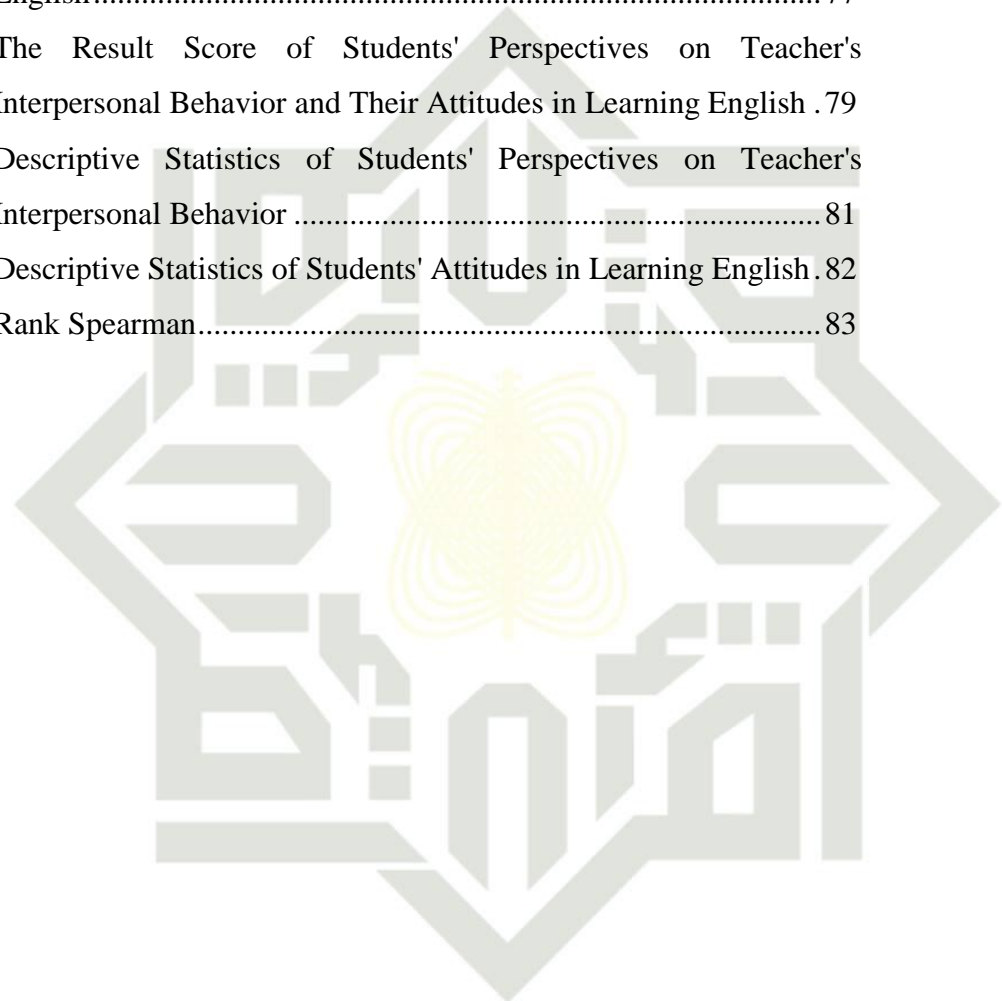 English.......................................................................................... 77
The Result Score of Students' Perspectives on Teacher's
Interpersonal Behavior and Their Attitudes in Learning English . 79
Descriptive Statistics of Students' Perspectives on Teacher's
Interpersonal Behavior ................................................................. 81
Descriptive Statistics of Students' Attitudes in Learning English . 82
Rank Spearman............................................................................. 83